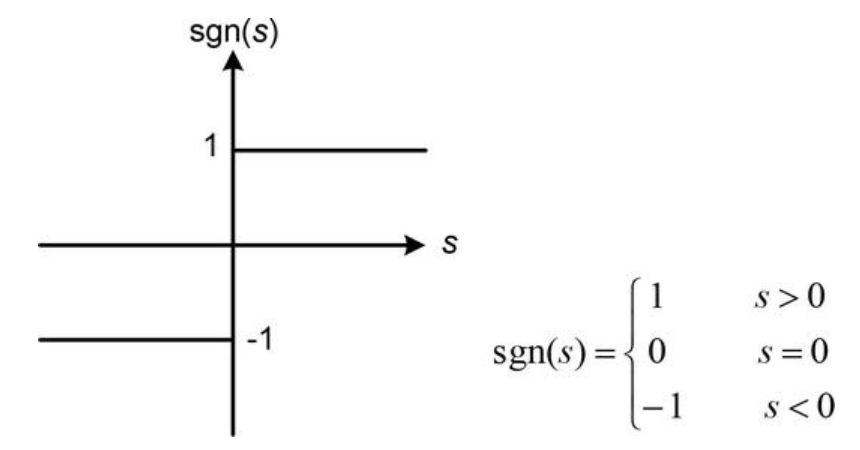 sgn(s)
1
s
-1
1 s > 0
sgn(s) = { 0 s = 0
-1 s < 0